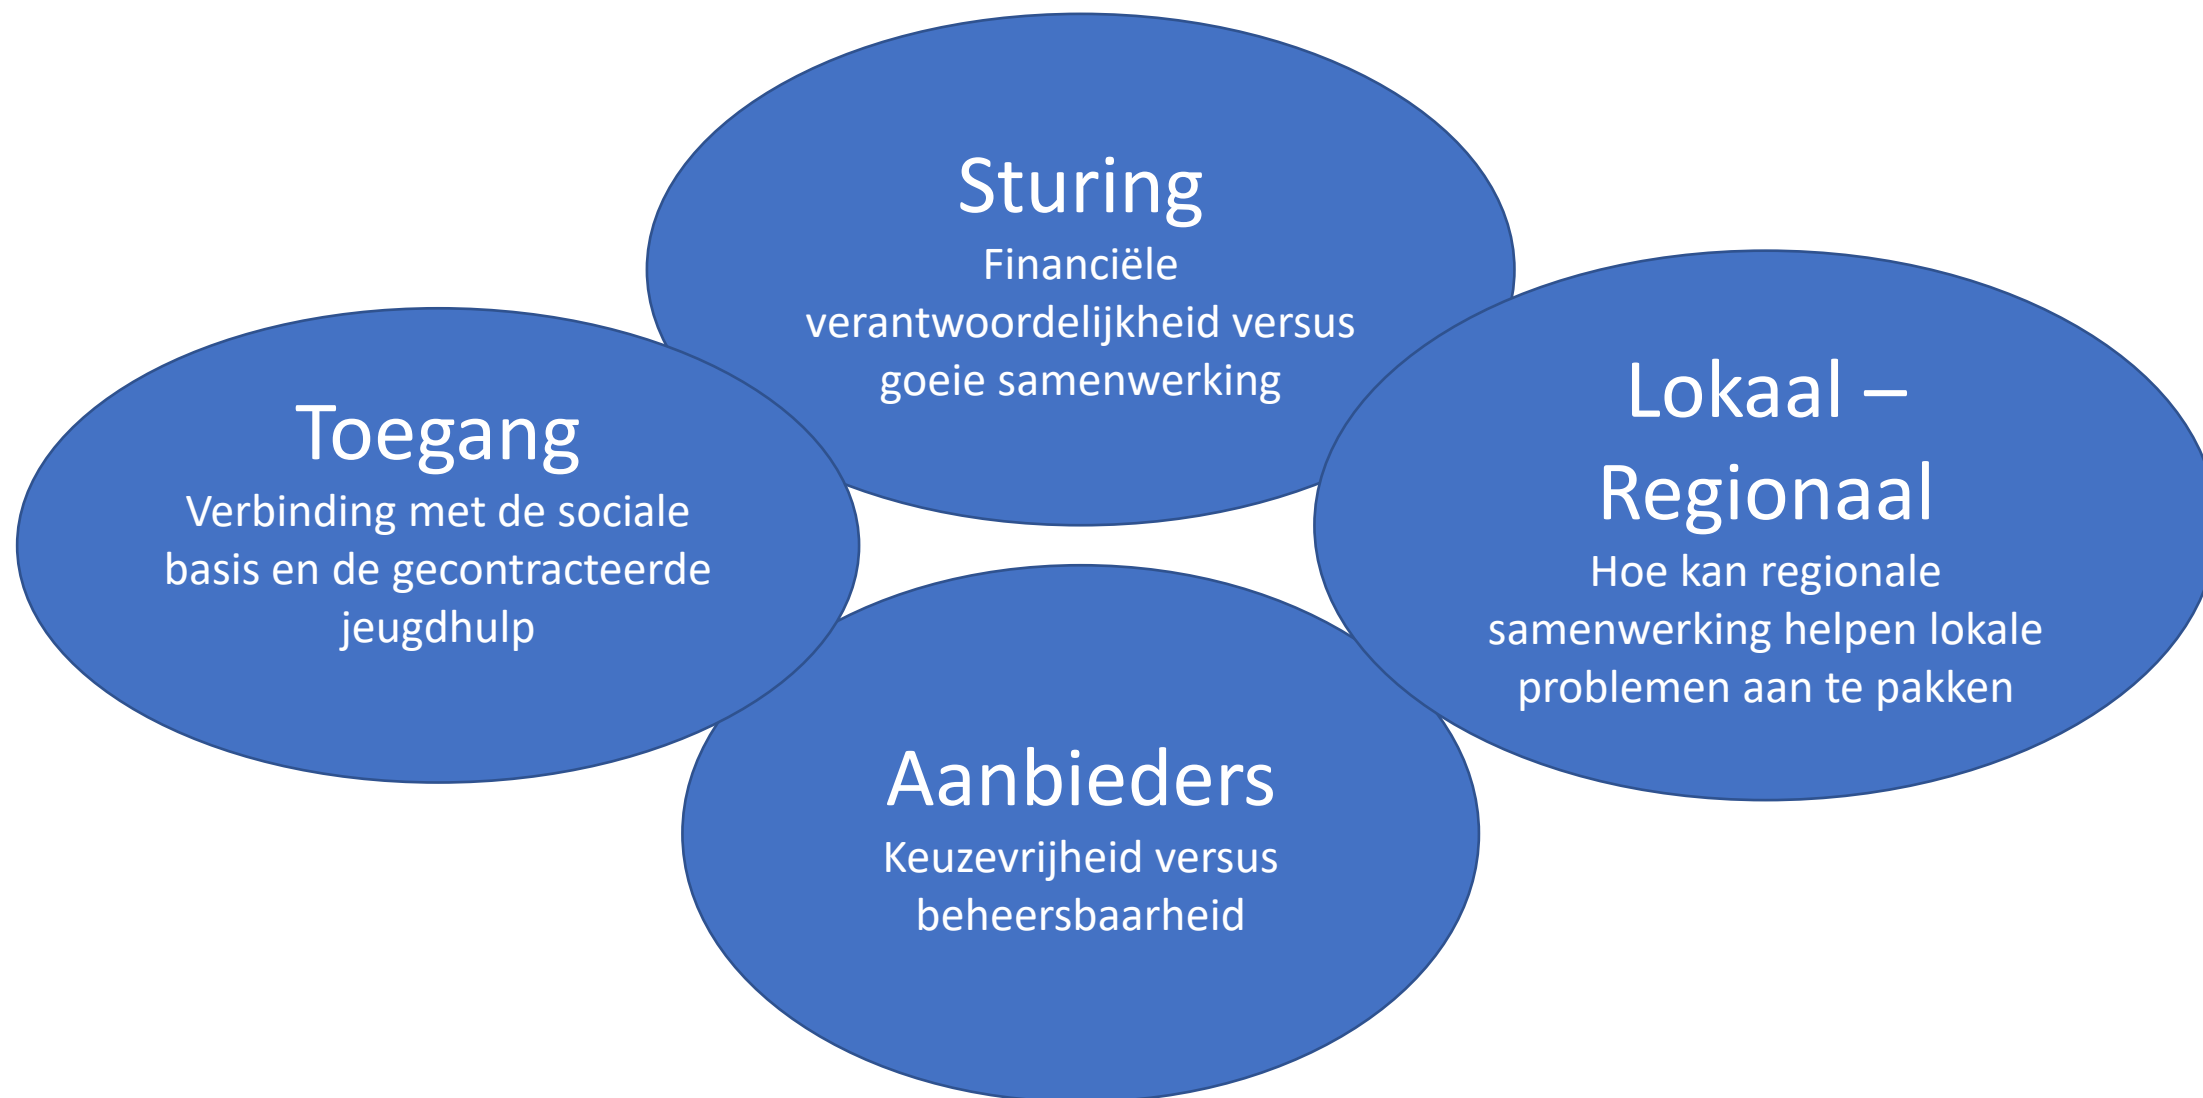 Sturing
Financiële
verantwoordelijkheid versus
goeie samenwerking
Toegang
Verbinding met de sociale
basis en de gecontracteerde
jeugdhulp
Lokaal –
Regionaal
Hoe kan regionale
samenwerking helpen lokale
problemen aan te pakken
Aanbieders
Keuzevrijheid versus
beheersbaarheid